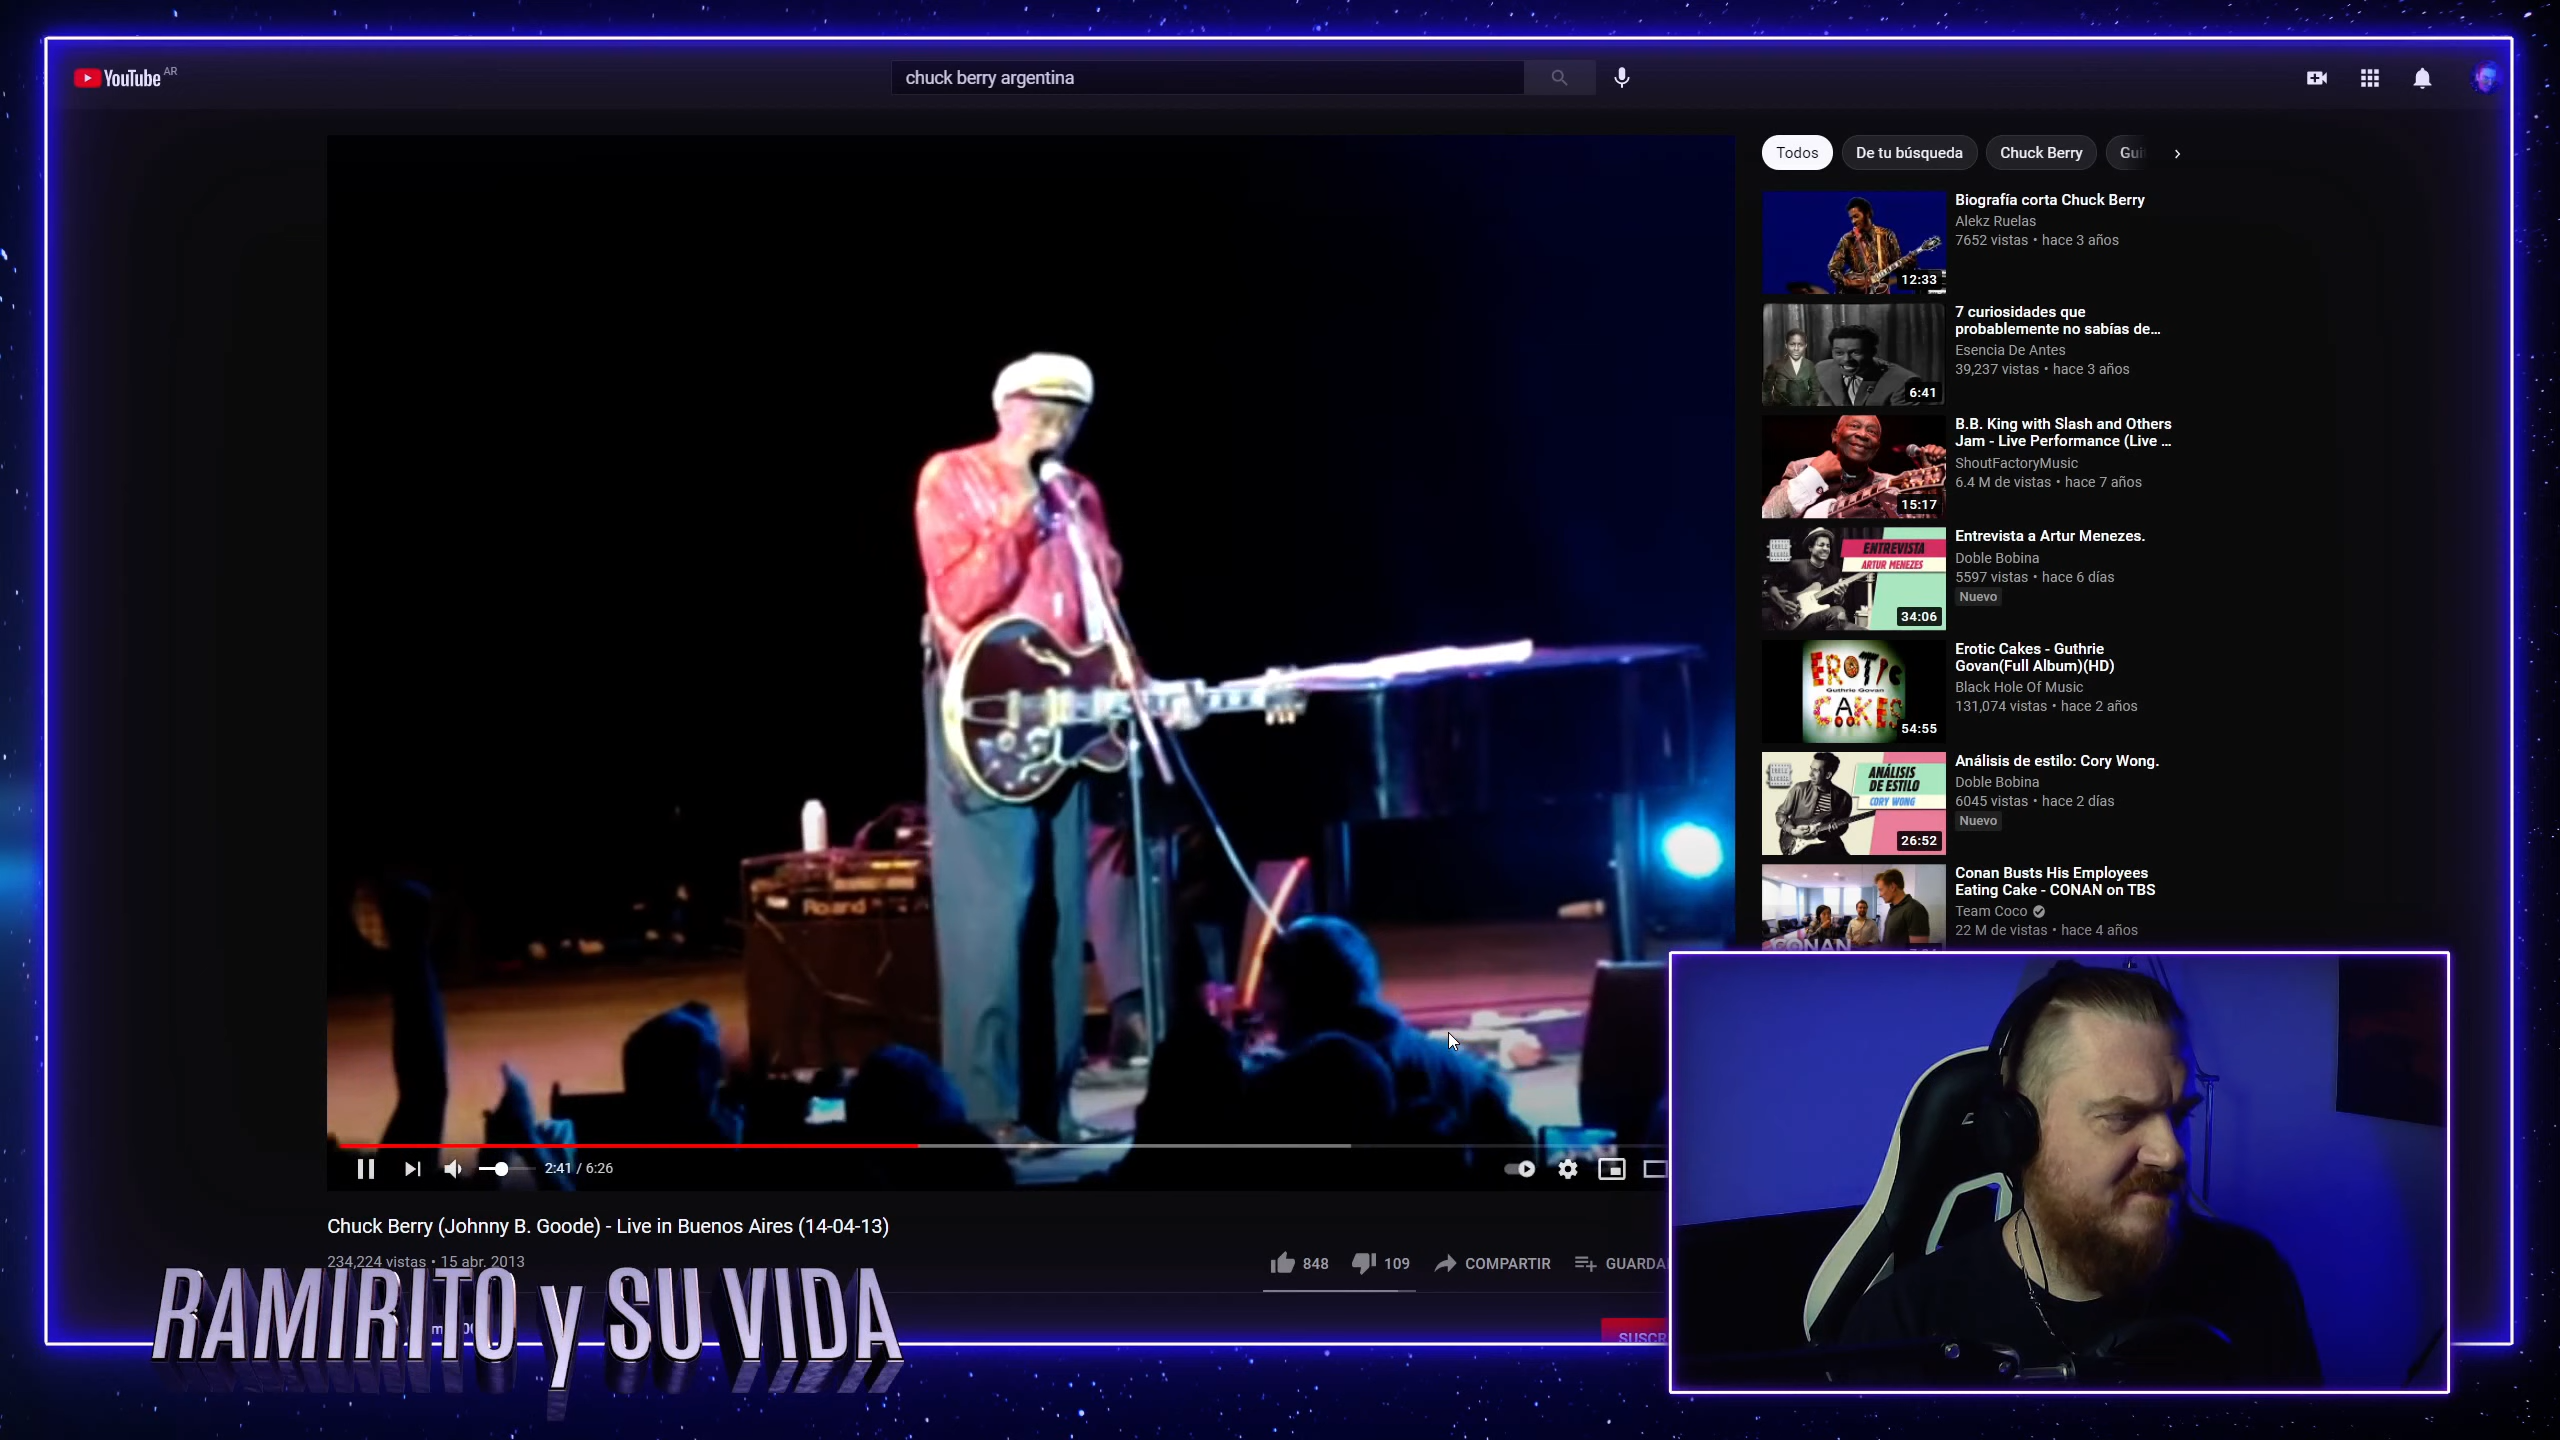 YouTube AR
chuck berry argentina
Todos
De tu búsqueda
Chuck Berry
Gui
Biografía corta Chuck Berry
Alekz Ruelas
7652 vistas • hace 3 años
12:33
7 curiosidades que
probablemente no sabías de...
Esencia De Antes
39,237 vistas • hace 3 años
6:41
B.B. King with Slash and Others
Jam - Live Performance (Live ...
ShoutFactoryMusic
6.4 M de vistas • hace 7 años
15:17
ENTREVISTA
ARTUR MENEZES
34:06
Entrevista a Artur Menezes.
Doble Bobina
5597 vistas • hace 6 días
Nuevo
EROTIC
Guthrie Govan
CAKES
54:55
Erotic Cakes - Guthrie
Govan(Full Album)(HD)
Black Hole Of Music
131,074 vistas • hace 2 años
ANÁLISIS
DE ESTILO
CORY WONG
26:52
Análisis de estilo: Cory Wong.
Doble Bobina
6045 vistas • hace 2 días
Nuevo
CONAN
Conan Busts His Employees
Eating Cake - CONAN on TBS
Team Coco
22 M de vistas • hace 4 años
Roland
2:41 / 6:26
Chuck Berry (Johnny B. Goode) - Live in Buenos Aires (14-04-13)
234,224 vistas • 15 abr. 2013
848
109
COMPARTIR
GUARDA
SUSCR
RAMIRITO y SU VIDA